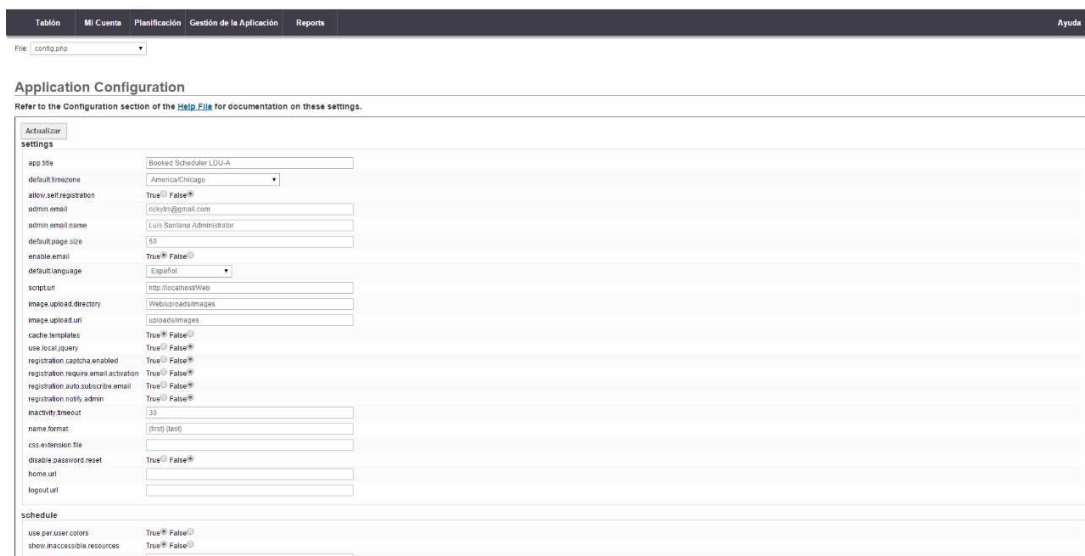 Tablón Mi Cuenta Planificación Gestión de la Aplicación Reports Ayuda
File: config.php
Application Configuration
Refer to the Configuration section of the Help File for documentation on these settings.
Actualizar
settings
app.title Booked Scheduler LDU-A
default.timezone America/Chicago
allow.self.registration True False
admin.email
admin.email.name Luis Santana Administrator
default.page.size 50
enable.email True False
default.language Español
script.url http://localhost/Web
image.upload.directory Web/uploads/images
image.upload.url uploads/images
cache.templates True False
use.local.jquery True False
registration.captcha.enabled True False
registration.require.email.activation True False
registration.auto.subscribe.email True False
registration.notify.admin True False
inactivity.timeout 30
name.format {first} {last}
css.extension.file
disable.password.reset True False
home.url
logout.url
schedule
use.per.user.colors True False
show.inaccessible.resources True False